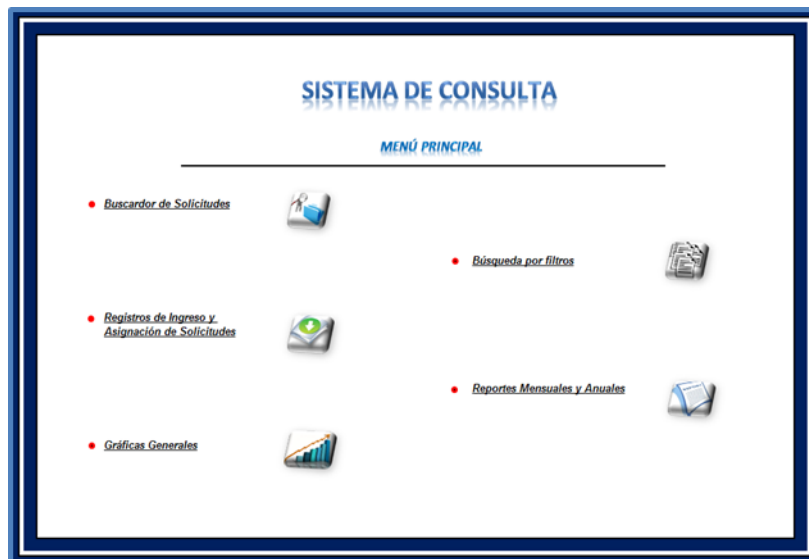 SISTEMA DE CONSULTA
MENÚ PRINCIPAL
Buscardor de Solicitudes
Búsqueda por filtros
Registros de Ingreso y
Asignación de Solicitudes
Reportes Mensuales y Anuales
Gráficas Generales